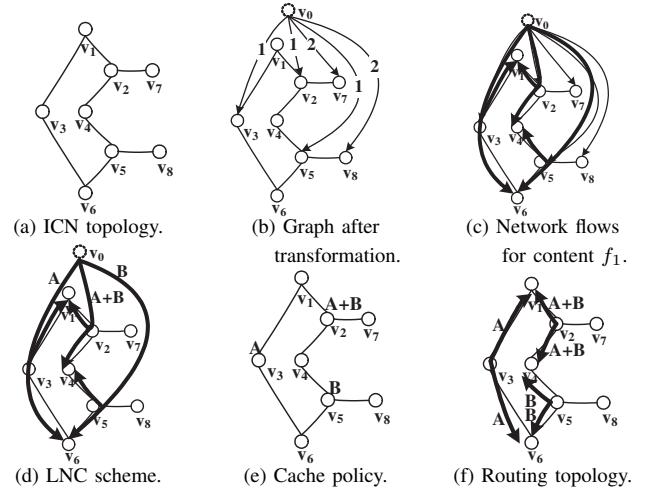 v1
v2
v7
v3
v4
v5
v8
v6
(a) ICN topology.
v0
1
1
2
2
1
v1
v2
v7
v3
v4
v5
v8
v6
(b) Graph after
transformation.
v0
v1
v2
v7
v3
v4
v5
v8
v6
(c) Network flows
for content f1.
v0
A
B
A+B
v1
v2
v7
v3
v4
v5
v8
v6
(d) LNC scheme.
v1
A+B
v2
v7
A
v3
v4
B
v5
v8
v6
(e) Cache policy.
v1
A+B
A
v2
v7
A+B
v3
v4
B
B
A
v5
v8
v6
(f) Routing topology.